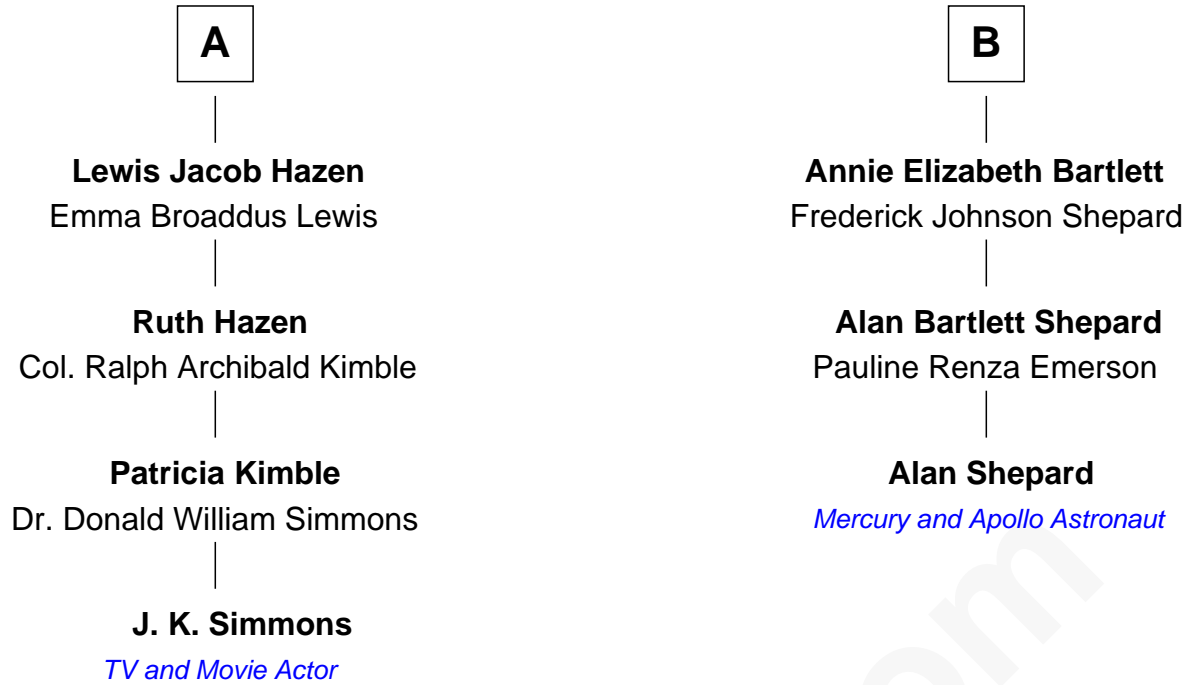 A
Lewis Jacob Hazen
Emma Broaddus Lewis
Ruth Hazen
Col. Ralph Archibald Kimble
Patricia Kimble
Dr. Donald William Simmons
J. K. Simmons
TV and Movie Actor
B
Annie Elizabeth Bartlett
Frederick Johnson Shepard
Alan Bartlett Shepard
Pauline Renza Emerson
Alan Shepard
Mercury and Apollo Astronaut
om